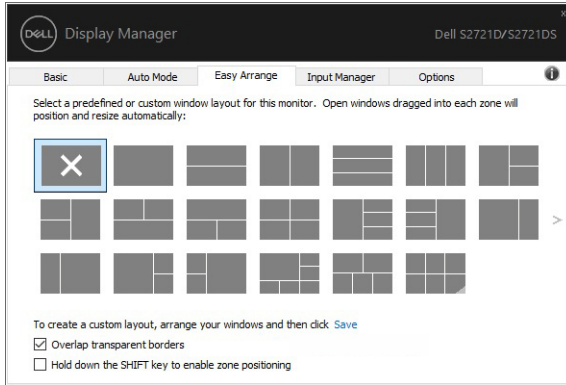 DELL Display Manager
Dell S2721D/S2721DS
Basic Auto Mode Easy Arrange Input Manager Options
Select a predefined or custom window layout for this monitor. Open windows dragged into each zone will
position and resize automatically:
To create a custom layout, arrange your windows and then click Save
Overlap transparent borders
Hold down the SHIFT key to enable zone positioning